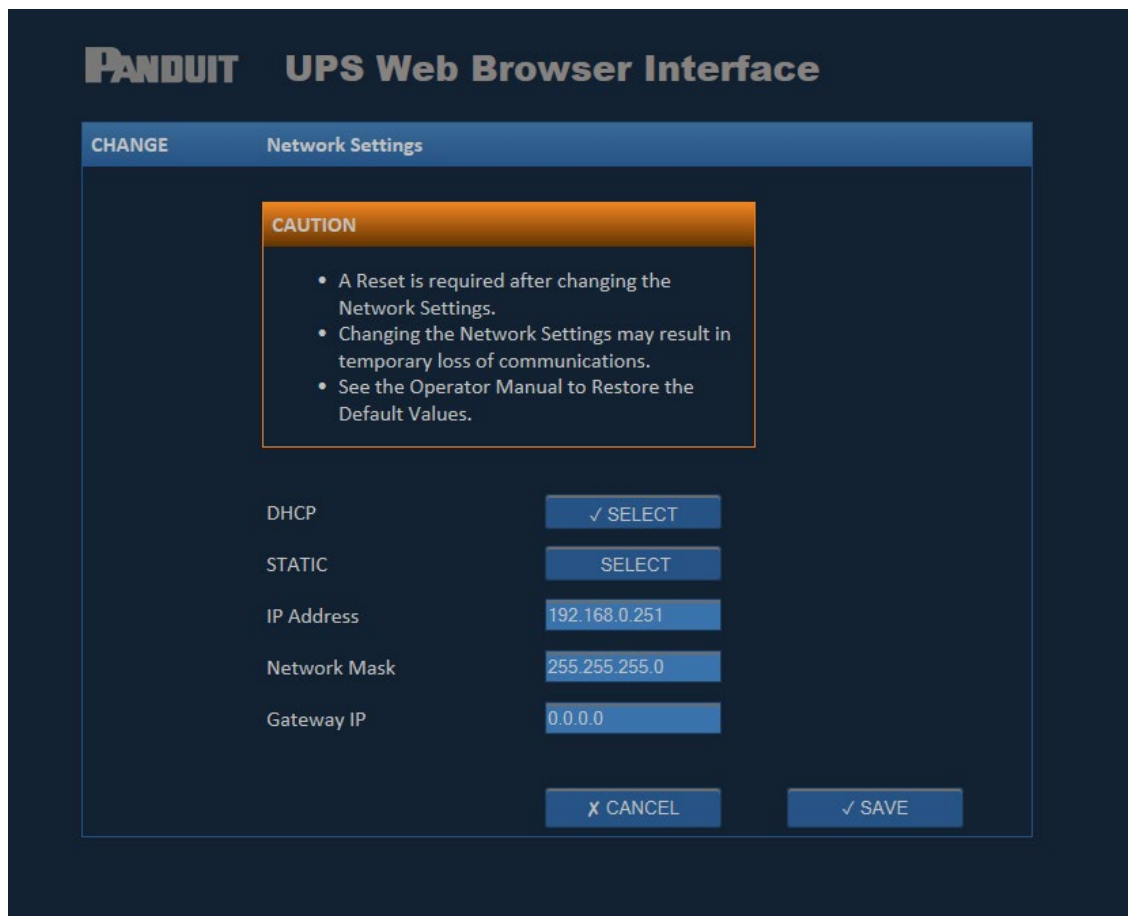 PANDUIT UPS Web Browser Interface
CHANGE Network Settings
CAUTION
• A Reset is required after changing the
Network Settings.
• Changing the Network Settings may result in
temporary loss of communications.
• See the Operator Manual to Restore the
Default Values.
DHCP ✓ SELECT
STATIC SELECT
IP Address 192.168.0.251
Network Mask 255.255.255.0
Gateway IP 0.0.0.0
✗ CANCEL ✓ SAVE